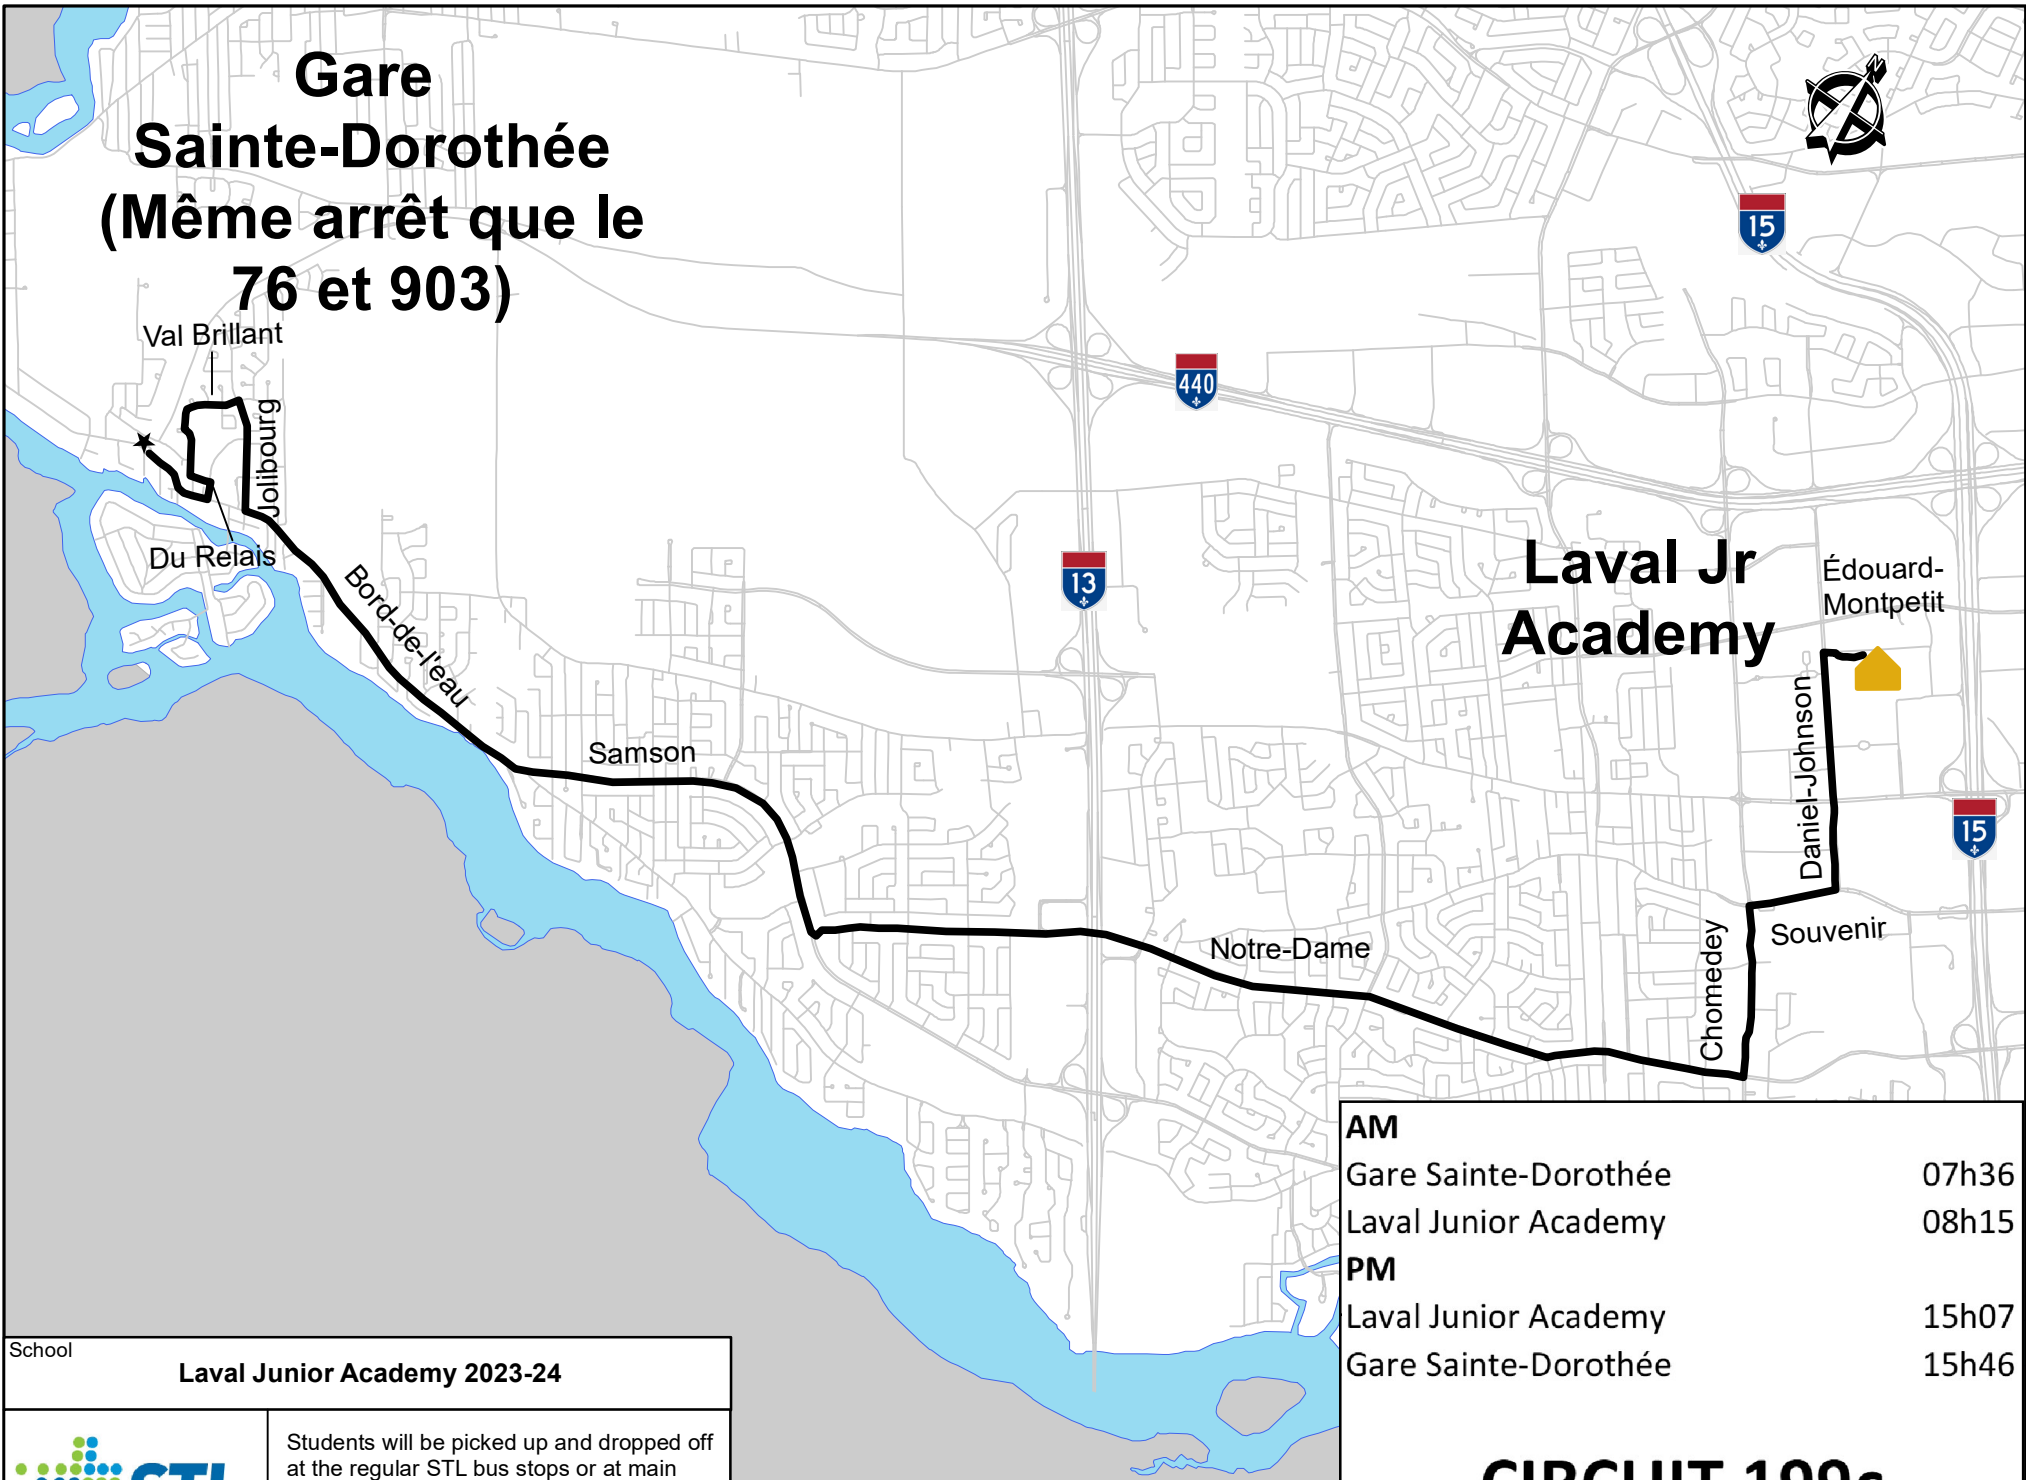 Gare
Sainte-Dorothée
(Même arrêt que le
76 et 903)
Val Brillant
Jolibourg
Du Relais
Bord-de-l'eau
Samson
Notre-Dame
Chomedey
Souvenir
Daniel-Johnson
Édouard-
Montpetit
Laval Jr
Academy
15
440
13
15
N
AM
Gare Sainte-Dorothée 07h36
Laval Junior Academy 08h15
PM
Laval Junior Academy 15h07
Gare Sainte-Dorothée 15h46
School
Laval Junior Academy 2023-24
STL
Students will be picked up and dropped off
at the regular STL bus stops or at main
CIRCUIT